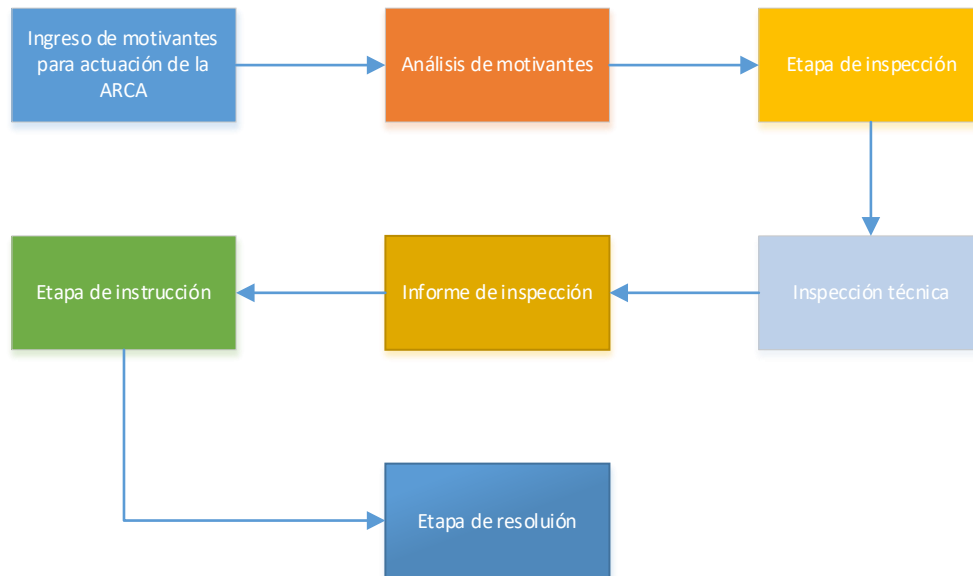 Ingreso de motivantes
para actuación de la
ARCA
Análisis de motivantes
Etapa de inspección
Etapa de instrucción
Informe de inspección
Inspección técnica
Etapa de resoluión